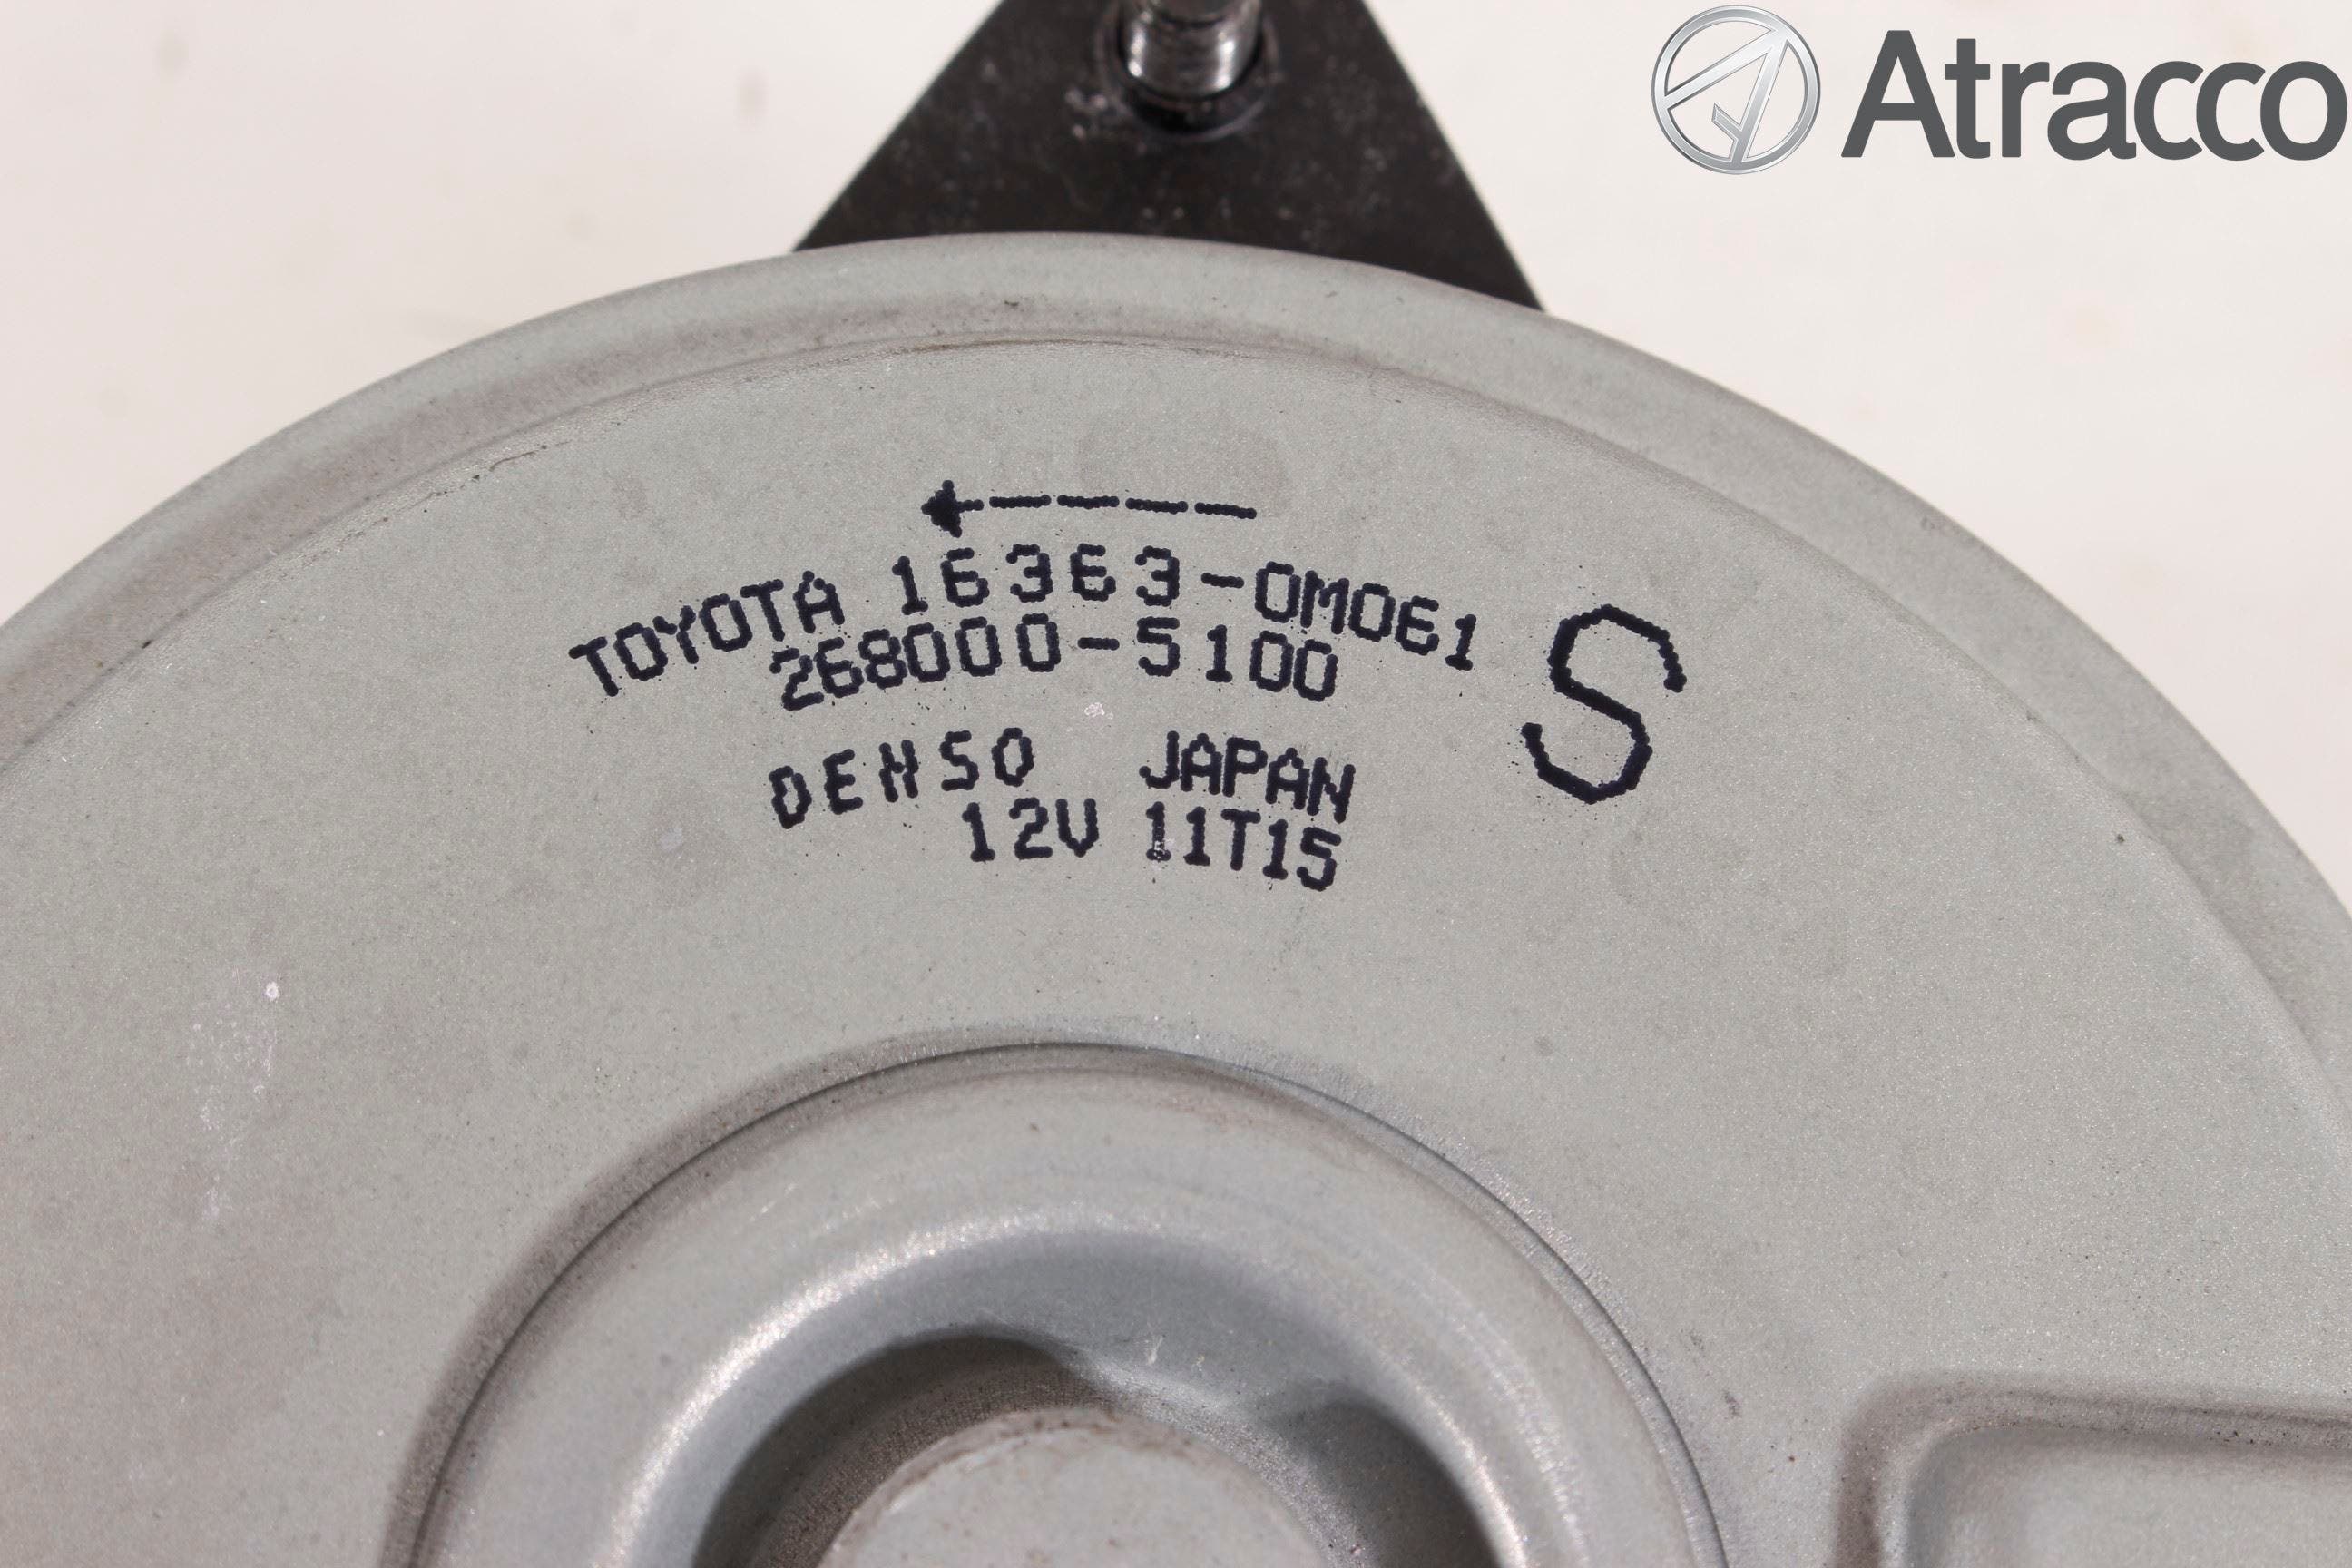 Atracco
TOYOTA 16363-0M061
268000-5100
S
DENSO JAPAN
12V 11T15